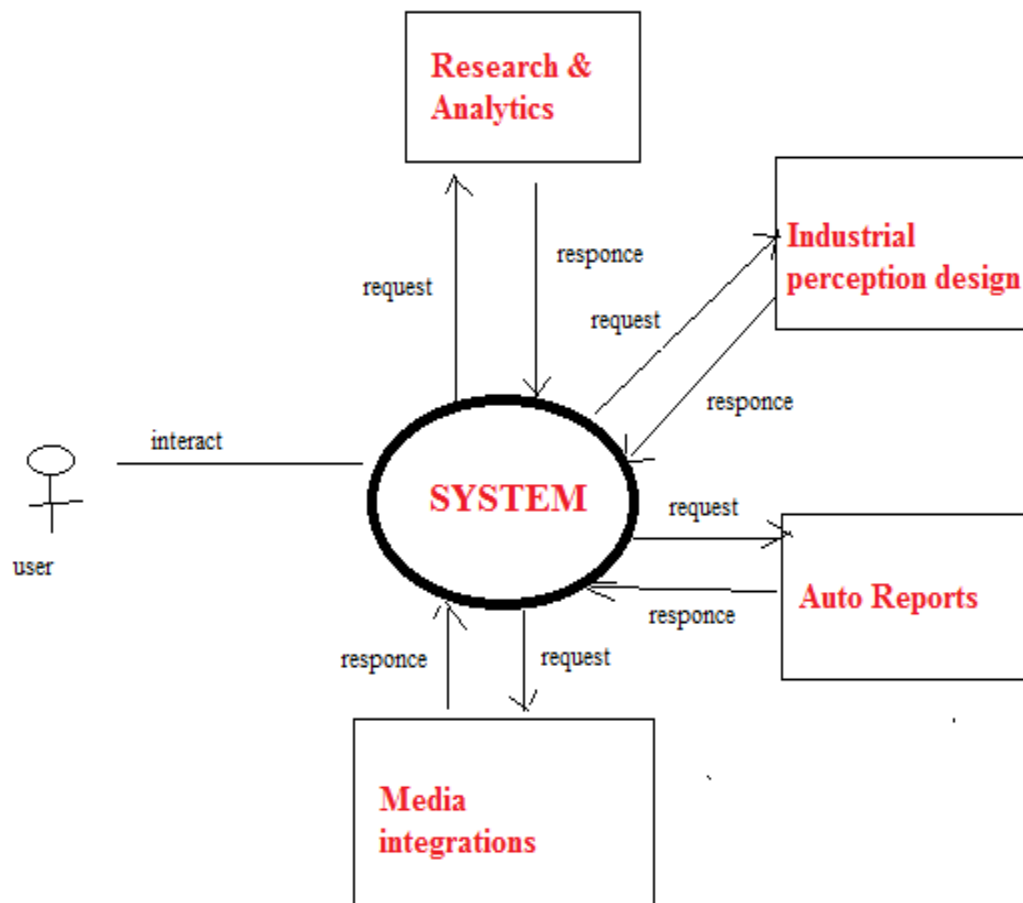 Research &
Analytics
responce
request
Industrial
perception design
request
responce
interact
SYSTEM
user
request
Auto Reports
responce
responce
request
Media
integrations